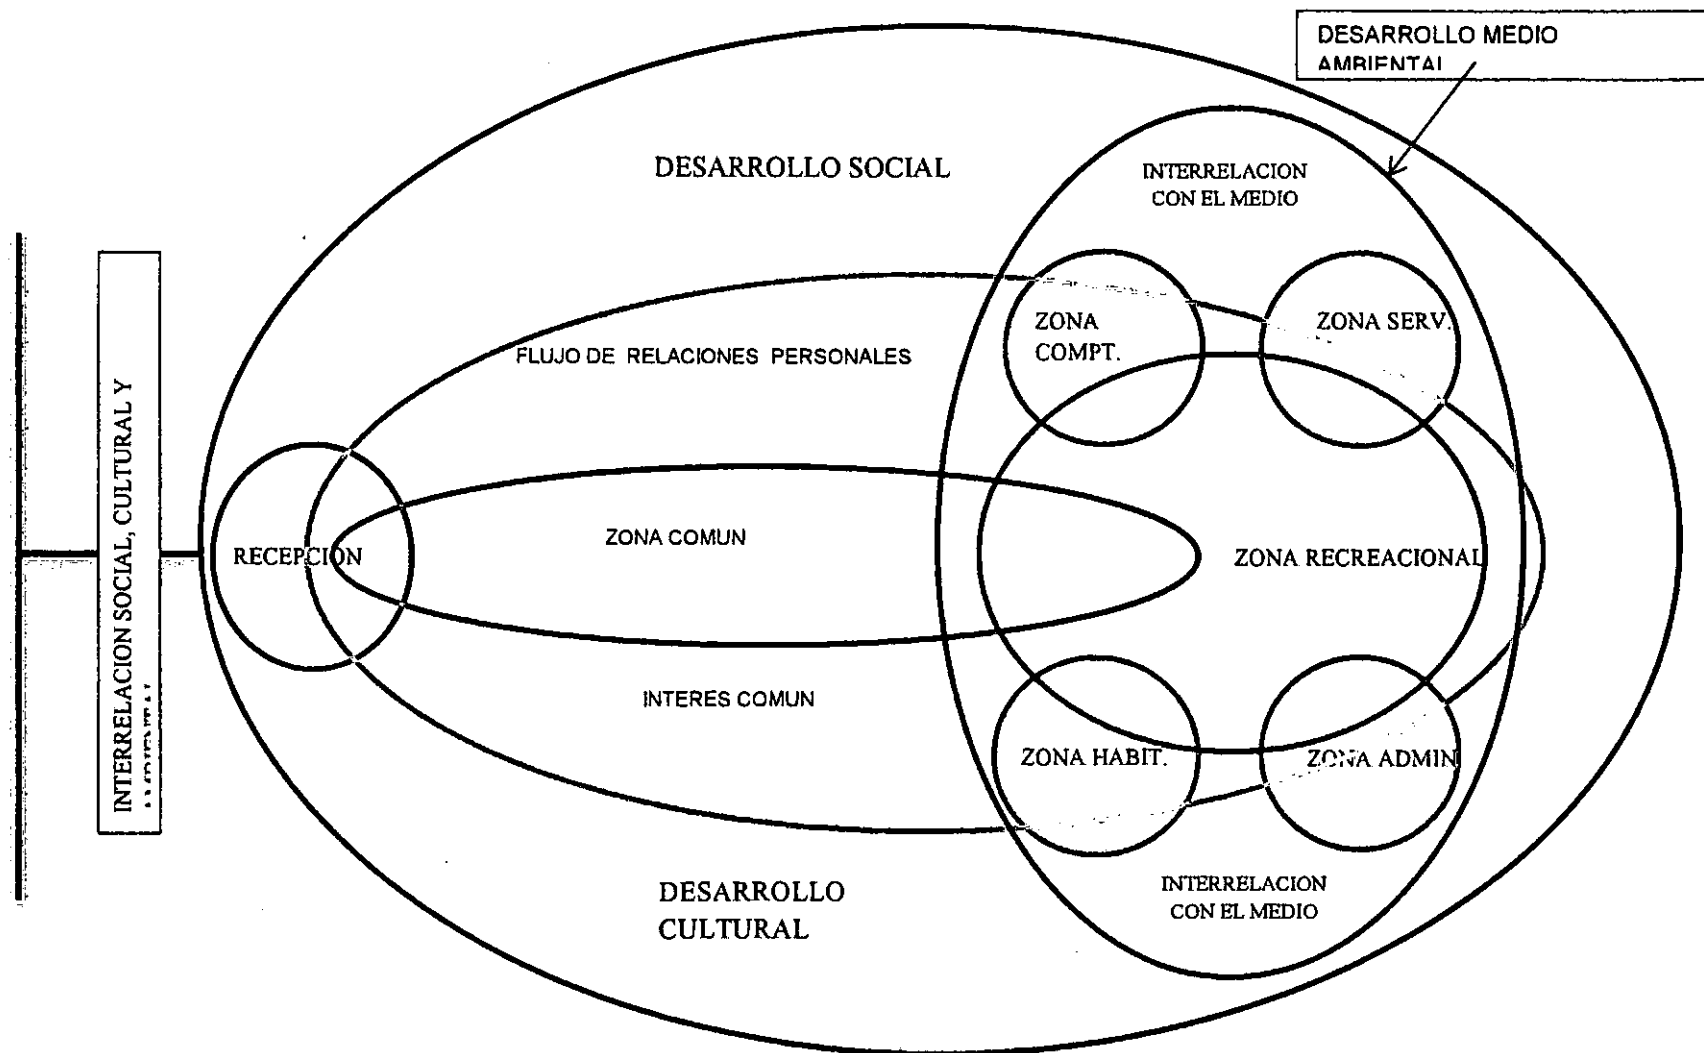 DESARROLLO MEDIO
AMBIENTAL
DESARROLLO SOCIAL
INTERRELACION
CON EL MEDIO
ZONA
COMPT.
ZONA SERV.
FLUJO DE RELACIONES PERSONALES
INTERRELACION SOCIAL, CULTURAL Y
RECEPCION
ZONA COMUN
ZONA RECREACIONAL
INTERES COMUN
ZONA HABIT.
ZONA ADMIN
DESARROLLO
CULTURAL
INTERRELACION
CON EL MEDIO